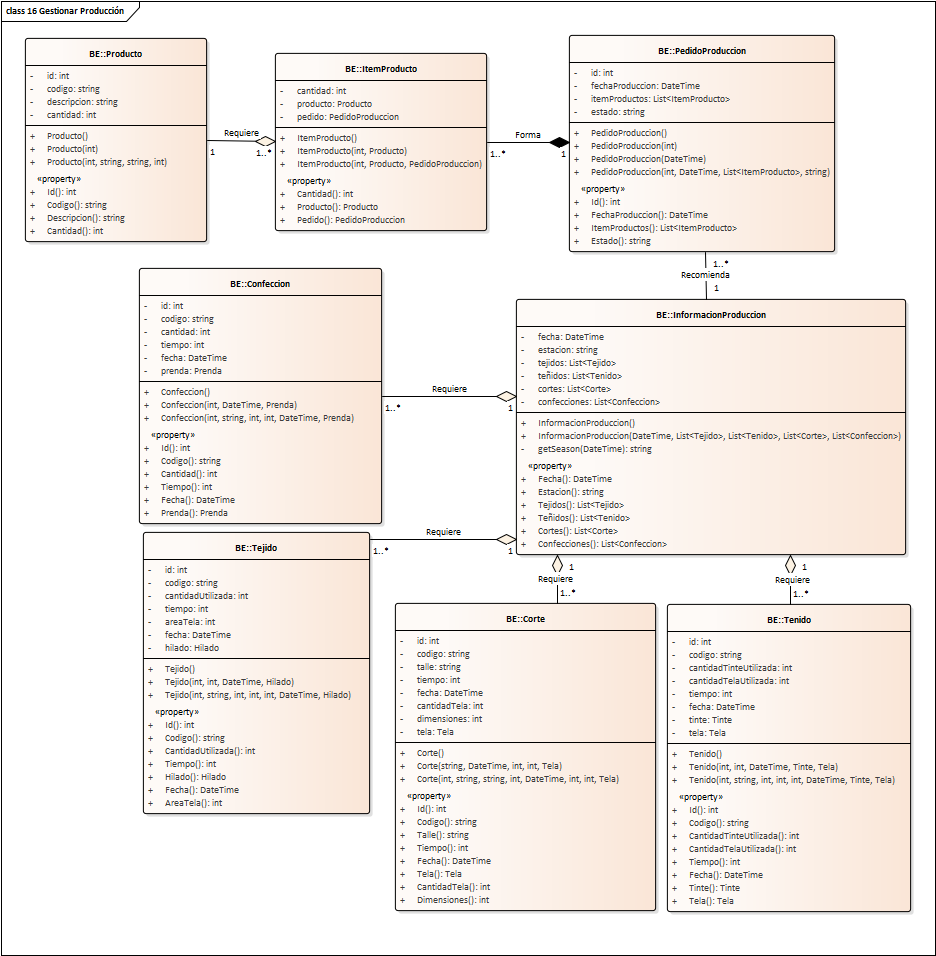 class 16 Gestionar Producción
BE::Producto
- id: int
- codigo: string
- descripcion: string
- cantidad: int
+ Producto()
+ Producto(int)
+ Producto(int, string, string, int)
«property»
+ Id(): int
+ Codigo(): string
+ Descripcion(): string
+ Cantidad(): int
Requiere
1
1..*
BE::ItemProducto
- cantidad: int
- producto: Producto
- pedido: PedidoProduccion
+ ItemProducto()
+ ItemProducto(int, Producto)
+ ItemProducto(int, Producto, PedidoProduccion)
«property»
+ Cantidad(): int
+ Producto(): Producto
+ Pedido(): PedidoProduccion
Forma
1..*
1
BE::PedidoProduccion
- id: int
- fechaProduccion: DateTime
- itemProductos: List<ItemProducto>
- estado: string
+ PedidoProduccion()
+ PedidoProduccion(int)
+ PedidoProduccion(DateTime)
+ PedidoProduccion(int, DateTime, List<ItemProducto>, string)
«property»
+ Id(): int
+ FechaProduccion(): DateTime
+ ItemProductos(): List<ItemProducto>
+ Estado(): string
1..*
Recomienda
1
BE::Confeccion
- id: int
- codigo: string
- cantidad: int
- tiempo: int
- fecha: DateTime
- prenda: Prenda
+ Confeccion()
+ Confeccion(int, DateTime, Prenda)
+ Confeccion(int, string, int, int, DateTime, Prenda)
«property»
+ Id(): int
+ Codigo(): string
+ Cantidad(): int
+ Tiempo(): int
+ Fecha(): DateTime
+ Prenda(): Prenda
Requiere
1..*
1
BE::InformacionProduccion
- fecha: DateTime
- estacion: string
- tejidos: List<Tejido>
- teñidos: List<Tenido>
- cortes: List<Corte>
- confecciones: List<Confeccion>
+ InformacionProduccion()
+ InformacionProduccion(DateTime, List<Tejido>, List<Tenido>, List<Corte>, List<Confeccion>)
- getSeason(DateTime): string
«property»
+ Fecha(): DateTime
+ Estacion(): string
+ Tejidos(): List<Tejido>
+ Teñidos(): List<Tenido>
+ Cortes(): List<Corte>
+ Confecciones(): List<Confeccion>
Requiere
1..*
1
BE::Tejido
- id: int
- codigo: string
- cantidadUtilizada: int
- tiempo: int
- areaTela: int
- fecha: DateTime
- hilado: Hilado
+ Tejido()
+ Tejido(int, int, DateTime, Hilado)
+ Tejido(int, string, int, int, int, DateTime, Hilado)
«property»
+ Id(): int
+ Codigo(): string
+ CantidadUtilizada(): int
+ Tiempo(): int
+ Hilado(): Hilado
+ Fecha(): DateTime
+ AreaTela(): int
1
Requiere
1..*
BE::Corte
- id: int
- codigo: string
- talle: string
- tiempo: int
- fecha: DateTime
- cantidadTela: int
- dimensiones: int
- tela: Tela
+ Corte()
+ Corte(string, DateTime, int, int, Tela)
+ Corte(int, string, string, int, DateTime, int, int, Tela)
«property»
+ Id(): int
+ Codigo(): string
+ Talle(): string
+ Tiempo(): int
+ Fecha(): DateTime
+ Tela(): Tela
+ CantidadTela(): int
+ Dimensiones(): int
1
Requiere
1..*
BE::Tenido
- id: int
- codigo: string
- cantidadTinteUtilizada: int
- cantidadTelaUtilizada: int
- tiempo: int
- fecha: DateTime
- tinte: Tinte
- tela: Tela
+ Tenido()
+ Tenido(int, int, DateTime, Tinte, Tela)
+ Tenido(int, string, int, int, int, DateTime, Tinte, Tela)
«property»
+ Id(): int
+ Codigo(): string
+ CantidadTinteUtilizada(): int
+ CantidadTelaUtilizada(): int
+ Tiempo(): int
+ Fecha(): DateTime
+ Tinte(): Tinte
+ Tela(): Tela